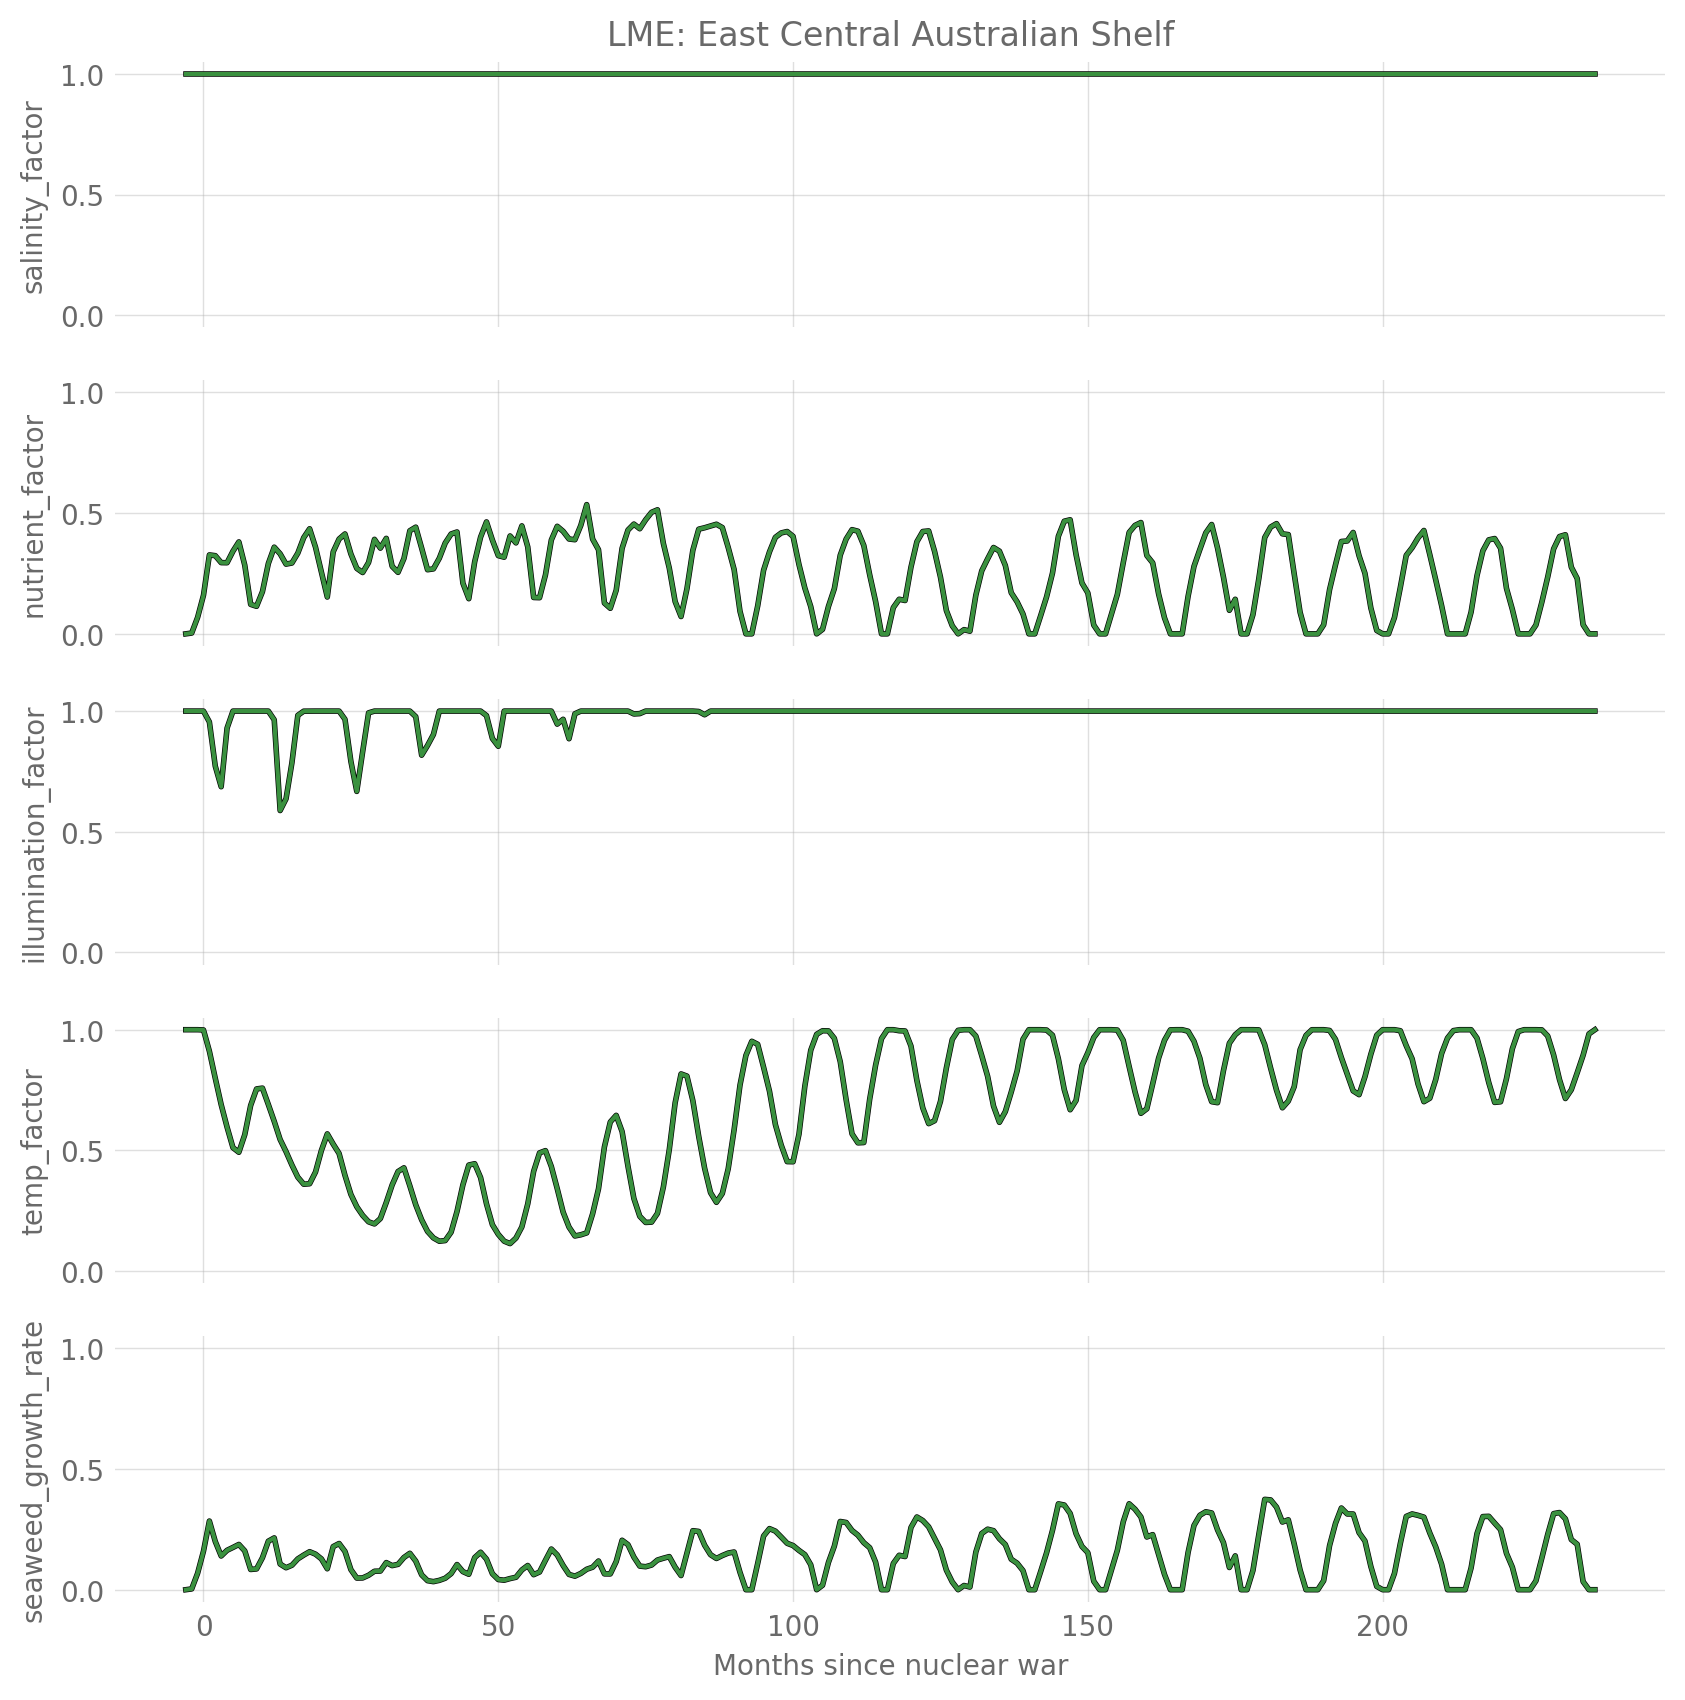 LME: East Central Australian Shelf
1.0
0.5
0.0
salinity_factor
1.0
0.5
0.0
nutrient_factor
1.0
0.5
0.0
illumination_factor
1.0
0.5
0.0
temp_factor
1.0
0.5
0.0
seaweed_growth_rate
0 50 100 150 200
Months since nuclear war